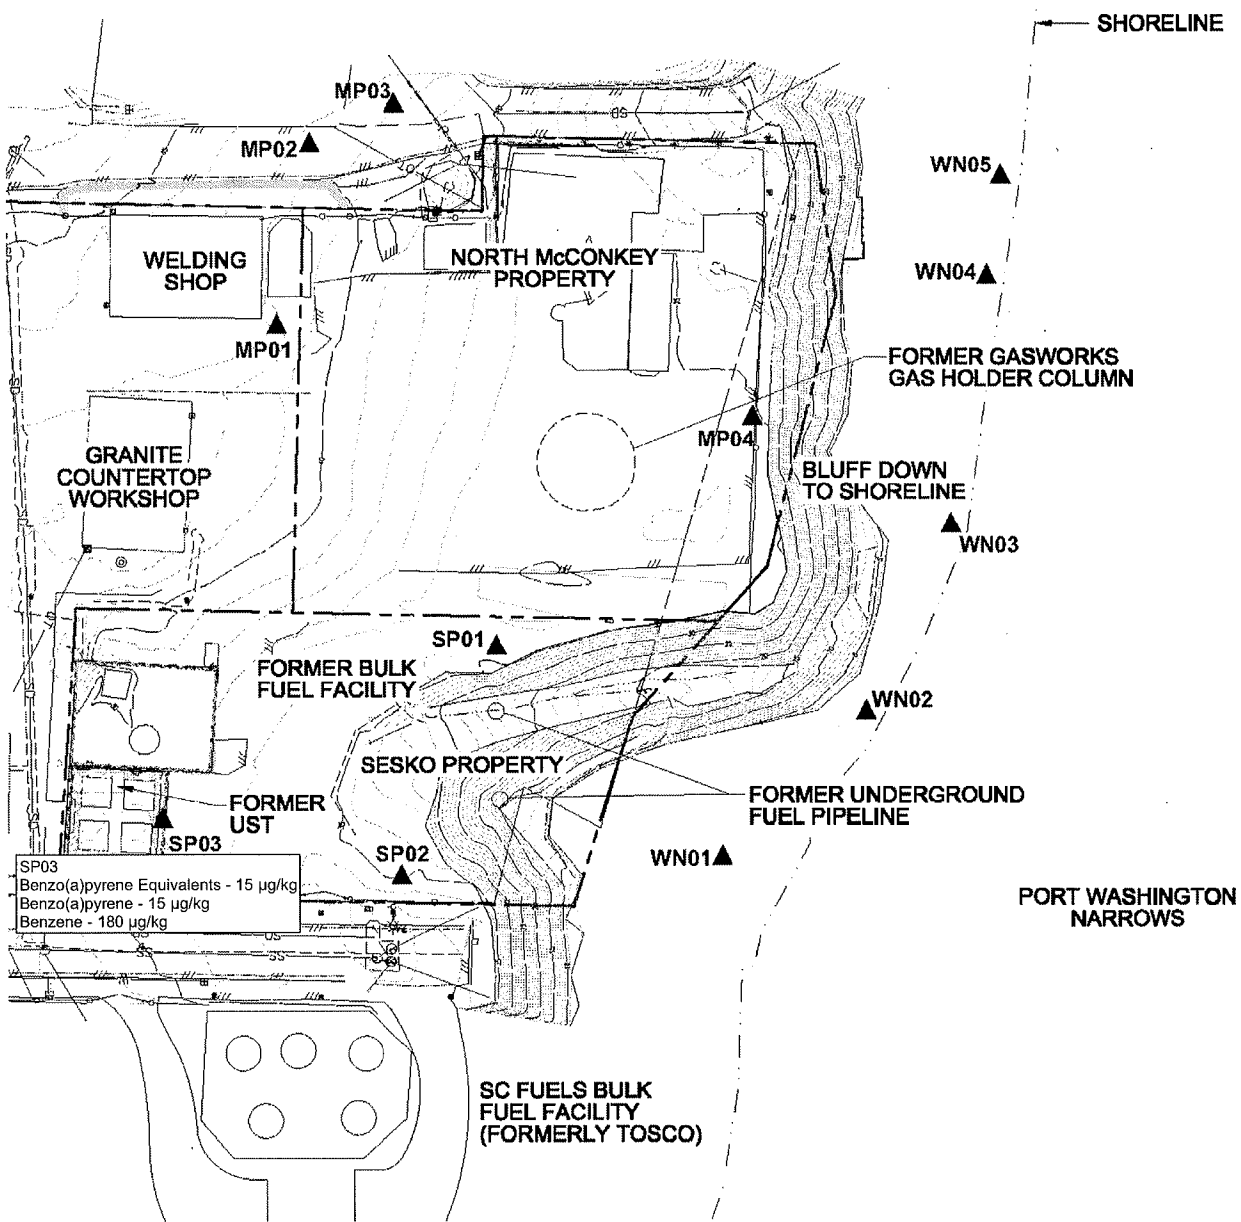 SHORELINE
MP03
MP02
WN05
WELDING
SHOP
NORTH McCONKEY
PROPERTY
WN04
MP01
FORMER GASWORKS
GAS HOLDER COLUMN
MP04
GRANITE
COUNTERTOP
WORKSHOP
BLUFF DOWN
TO SHORELINE
WN03
SP01
FORMER BULK
FUEL FACILITY
WN02
SESKO PROPERTY
FORMER
UST
FORMER UNDERGROUND
FUEL PIPELINE
SP03
SP02
WN01
SP03
Benzo(a)pyrene Equivalents - 15 µg/kg
Benzo(a)pyrene - 15 µg/kg
Benzene - 180 µg/kg
PORT WASHINGTON
NARROWS
SS
SC FUELS BULK
FUEL FACILITY
(FORMERLY TOSCO)